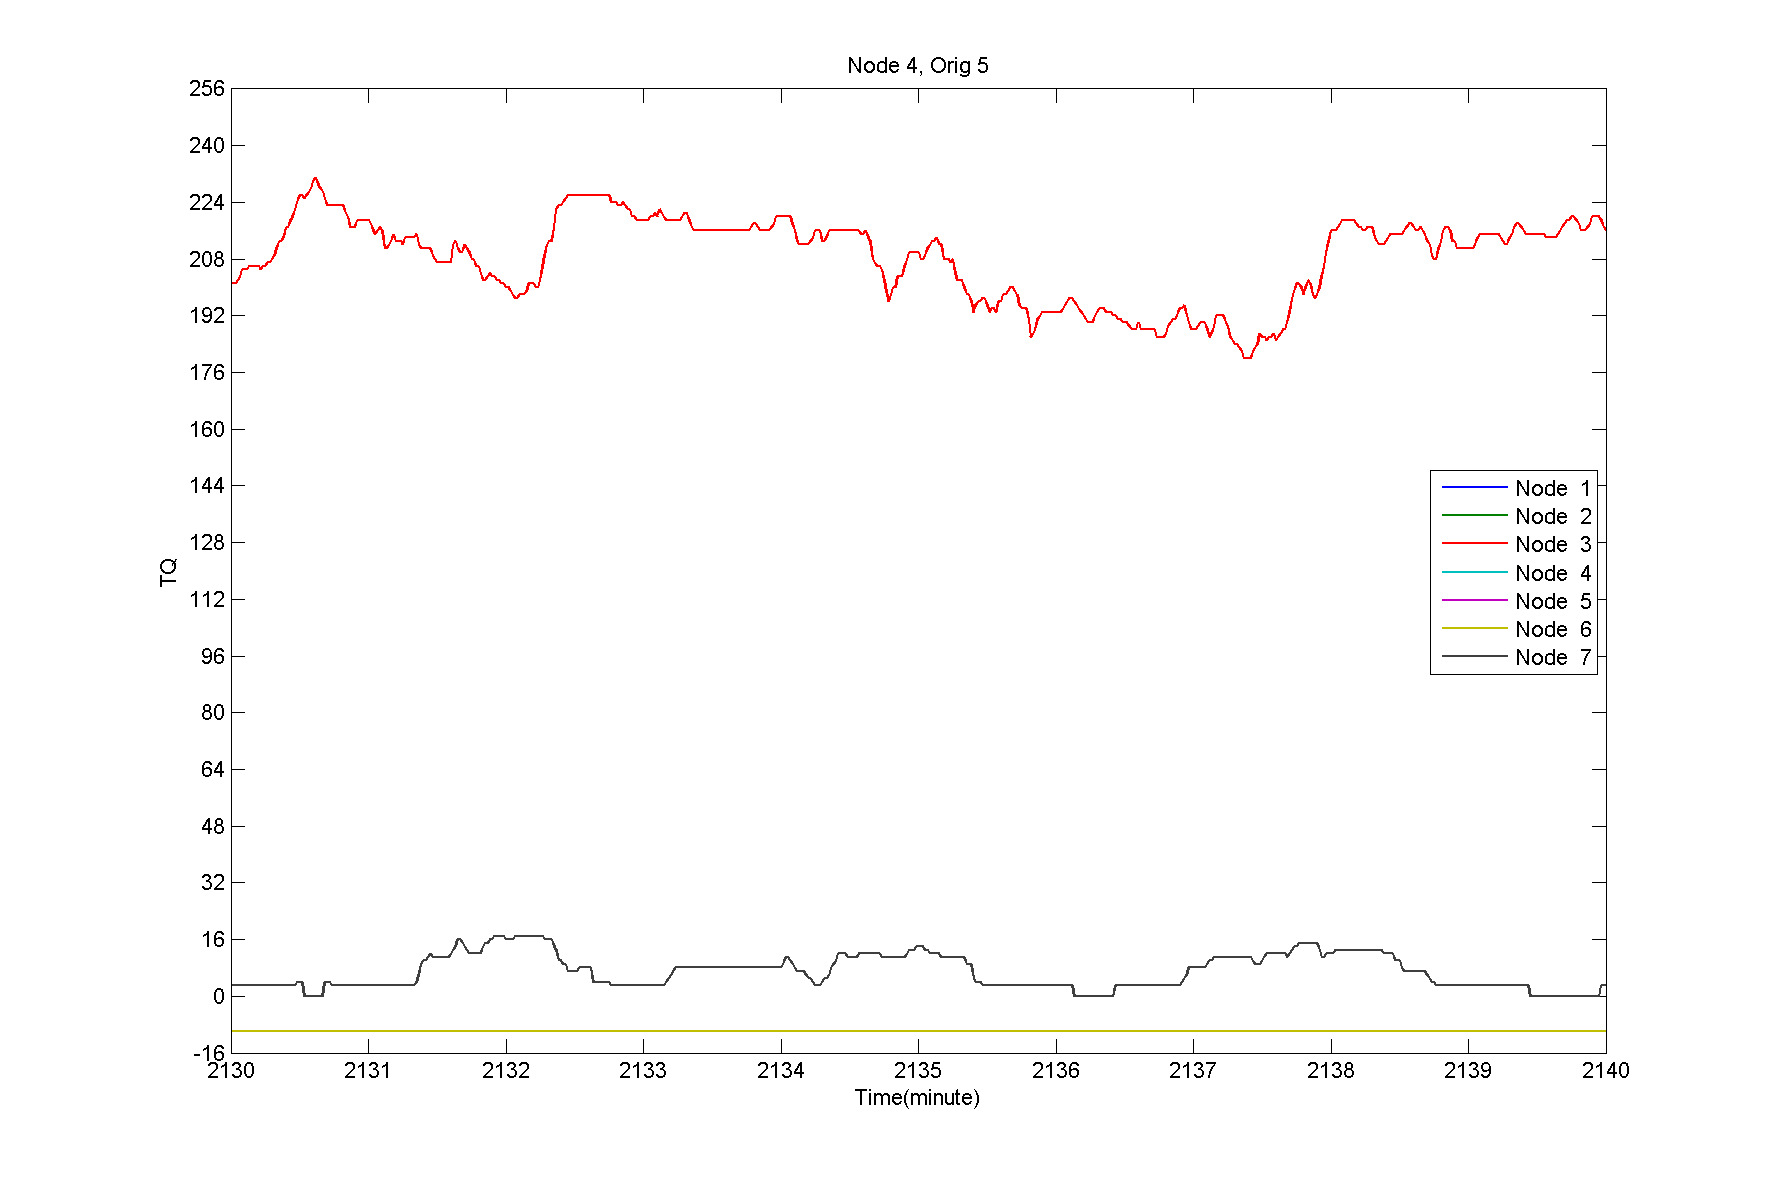 Node 4, Orig 5
256
240
224
208
192
176
160
144
128
112
96
80
64
48
32
16
0
-16
TQ
Node 1
Node 2
Node 3
Node 4
Node 5
Node 6
Node 7
2130 2131 2132 2133 2134 2135 2136 2137 2138 2139 2140
Time(minute)